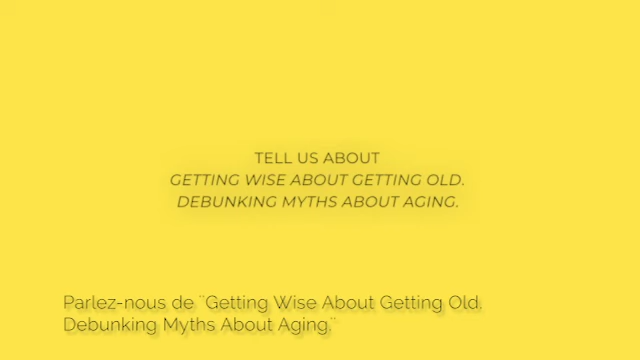 TELL US ABOUT
GETTING WISE ABOUT GETTING OLD.
DEBUNKING MYTHS ABOUT AGING.
Parlez-nous de ¨Getting Wise About Getting Old.
Debunking Myths About Aging.¨